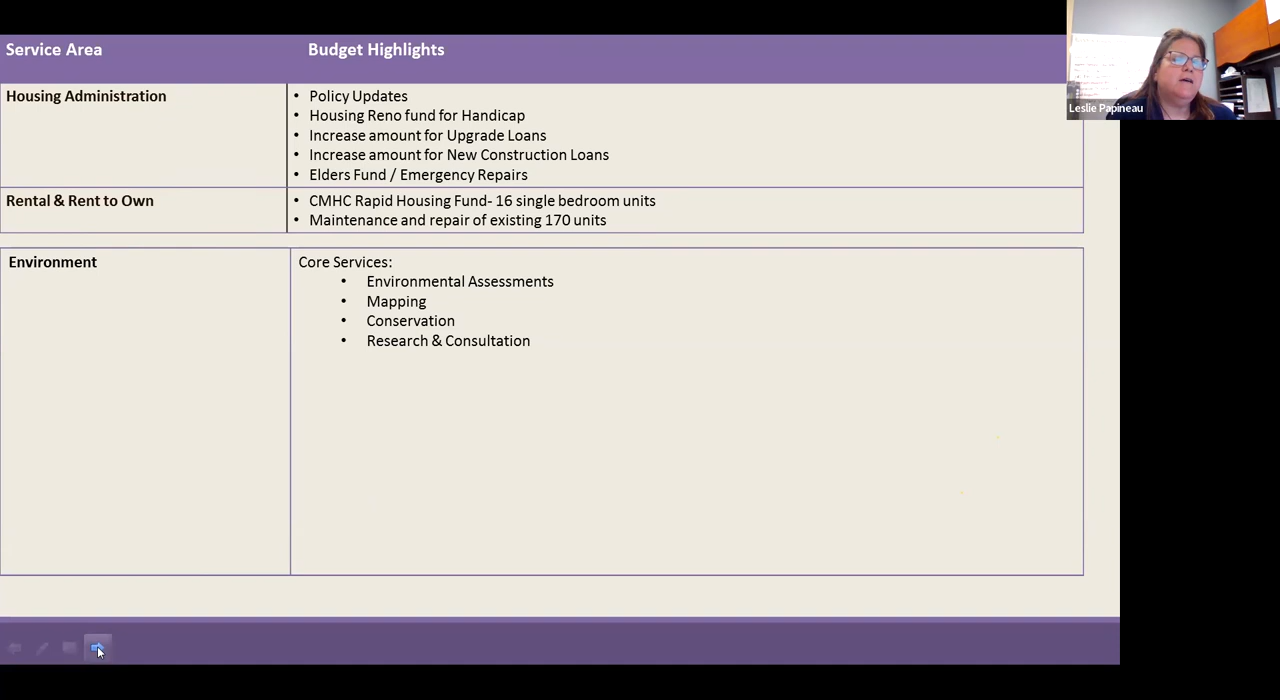 Service Area
Budget Highlights
Housing Administration
• Policy Updates
• Housing Reno fund for Handicap
• Increase amount for Upgrade Loans
• Increase amount for New Construction Loans
• Elders Fund / Emergency Repairs
Rental & Rent to Own
• CMHC Rapid Housing Fund- 16 single bedroom units
• Maintenance and repair of existing 170 units
Environment
Core Services:
• Environmental Assessments
• Mapping
• Conservation
• Research & Consultation
Leslie Papineau